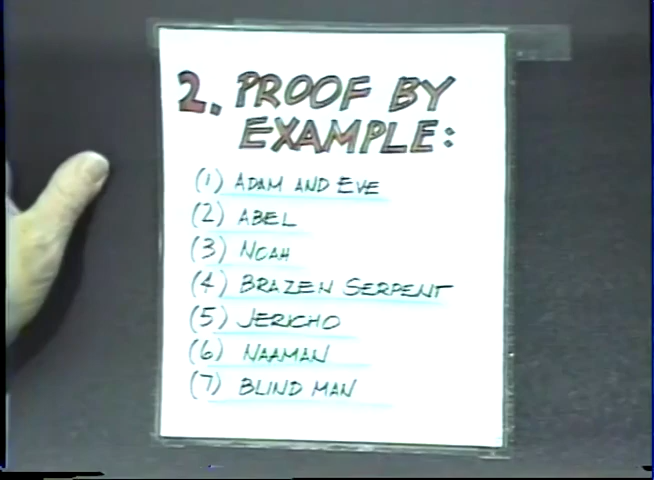 2. PROOF BY
EXAMPLE:
(1) ADAM AND EVE
(2) ABEL
(3) NOAH
(4) BRAZEN SERPENT
(5) JERICHO
(6) NAAMAN
(7) BLIND MAN